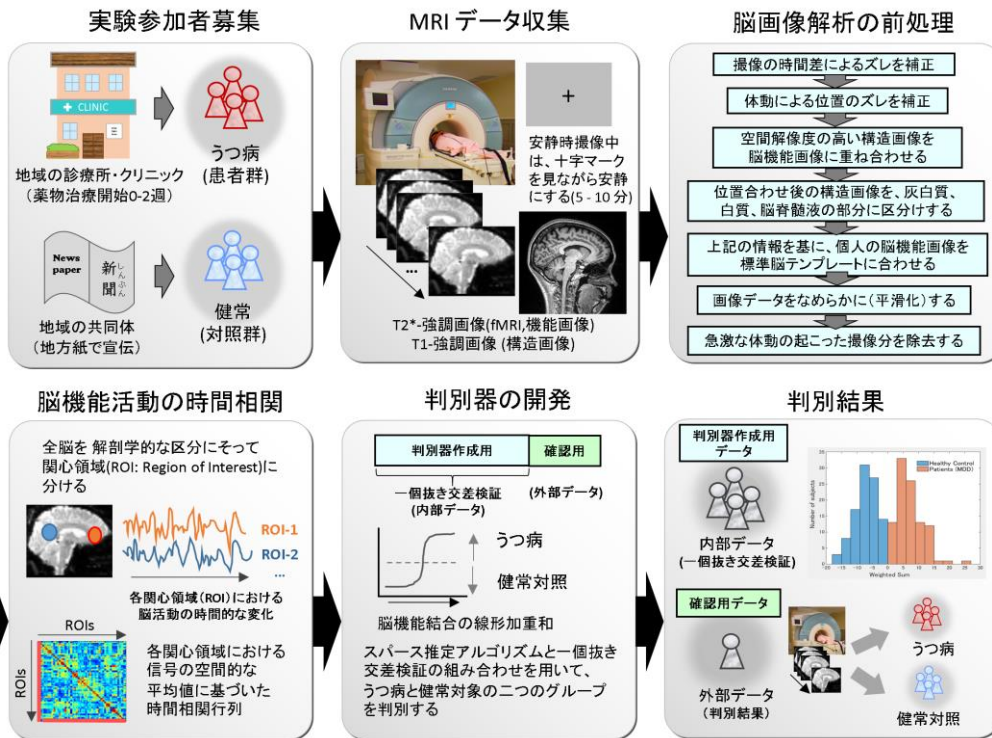 実験参加者募集
CLINIC
地域の診療所・クリニック
(薬物治療開始0-2週)
うつ病
(患者群)
News
paper
新聞
しんぶん
地域の共同体
(地方紙で宣伝)
健常
(対照群)
MRI データ収集
+
安静時撮像中
は、十字マーク
を見ながら安静
にする(5 - 10 分)
...
T2*-強調画像(fMRI,機能画像)
T1-強調画像 (構造画像)
脳画像解析の前処理
撮像の時間差によるズレを補正
体動による位置のズレを補正
空間解像度の高い構造画像を
脳機能画像に重ね合わせる
位置合わせ後の構造画像を、灰白質、
白質、脳脊髄液の部分に区分けする
上記の情報を基に、個人の脳機能画像を
標準脳テンプレートに合わせる
画像データをなめらかに(平滑化)する
急激な体動の起こった撮像分を除去する
脳機能活動の時間相関
全脳を 解剖学的な区分にそって
関心領域(ROI: Region of Interest)に
分ける
ROI-1
ROI-2
...
各関心領域(ROI)における
脳活動の時間的な変化
ROIs
ROIs
各関心領域における
信号の空間的な
平均値に基づいた
時間相関行列
判別器の開発
判別器作成用
確認用
一個抜き交差検証
(内部データ)
(外部データ)
うつ病
健常対照
脳機能結合の線形加重和
スパース推定アルゴリズムと一個抜き
交差検証の組み合わせを用いて、
うつ病と健常対象の二つのグループ
を判別する
判別結果
判別器作成用
データ
内部データ
(一個抜き交差検証)
Healthy Control
Patients (MDD)
Number of subjects
35
30
25
20
15
10
5
0
-20 -15 -10 -5 0 5 10 15 20 25 30
Weighted Sum
確認用データ
外部データ
(判別結果)
うつ病
健常対照